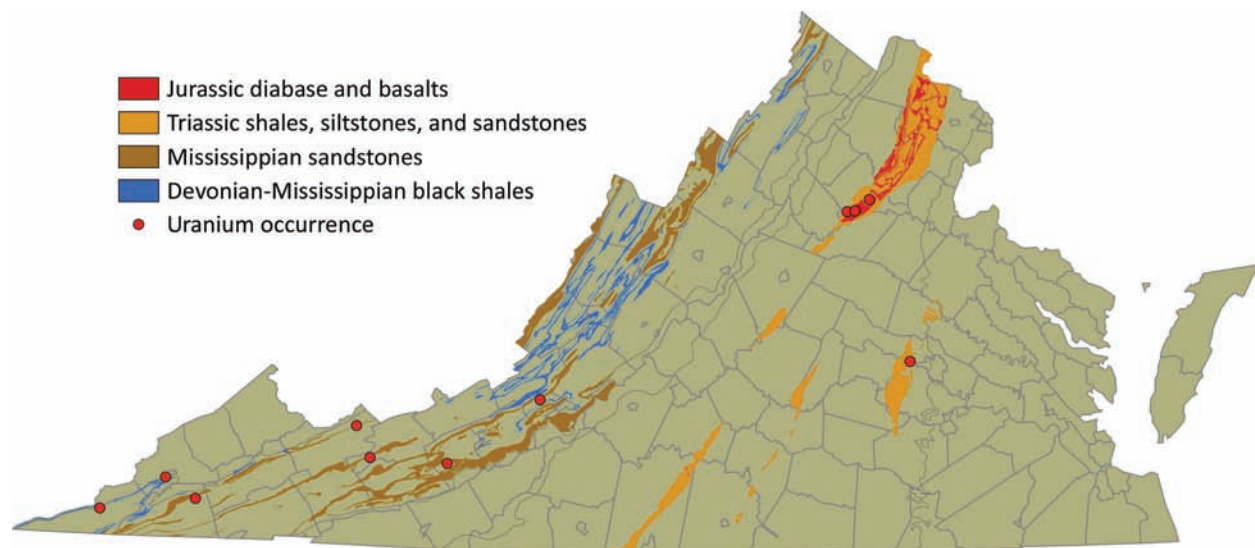 Jurassic diabase and basalts
Triassic shales, siltstones, and sandstones
Mississippian sandstones
Devonian-Mississippian black shales
Uranium occurrence